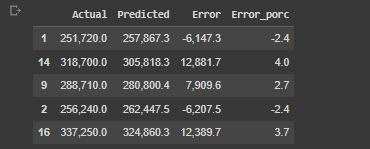 Actual Predicted Error Error_porc
1 251,720.0 257,867.3 -6,147.3 -2.4
14 318,700.0 305,818.3 12,881.7 4.0
9 288,710.0 280,800.4 7,909.6 2.7
2 256,240.0 262,447.5 -6,207.5 -2.4
16 337,250.0 324,860.3 12,389.7 3.7